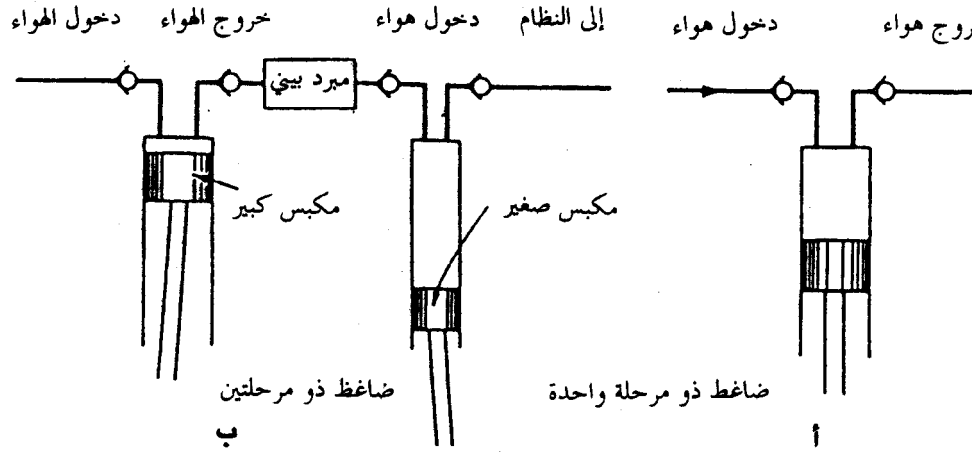 دخول هواء
إلى النظام
دخول هواء
خروج الهواء
دخول الهواء
مبرد بيني
مكبس صغير
مكبس كبير
ضاغط ذو مرحلة واحدة
ضاغظ ذو مرحلتين
أ
ب